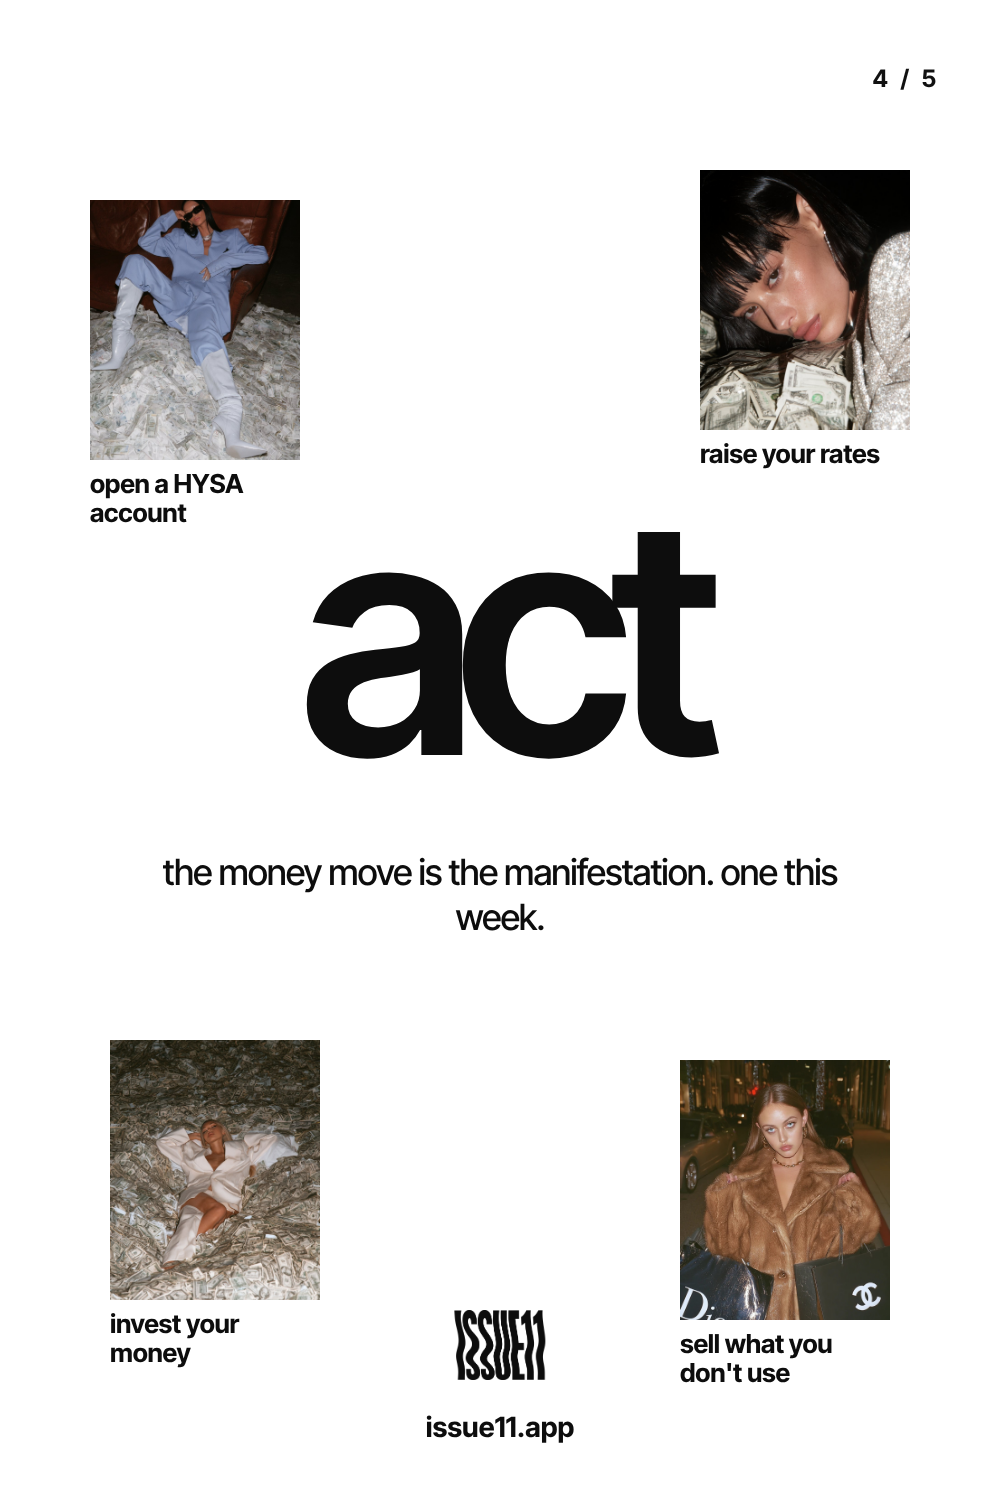 4 / 5
raise your rates
open a HYSA
account
act
the money move is the manifestation. one this
week.
Dio
invest your
money
sell what you
don't use
ISSUE11
issue11.app